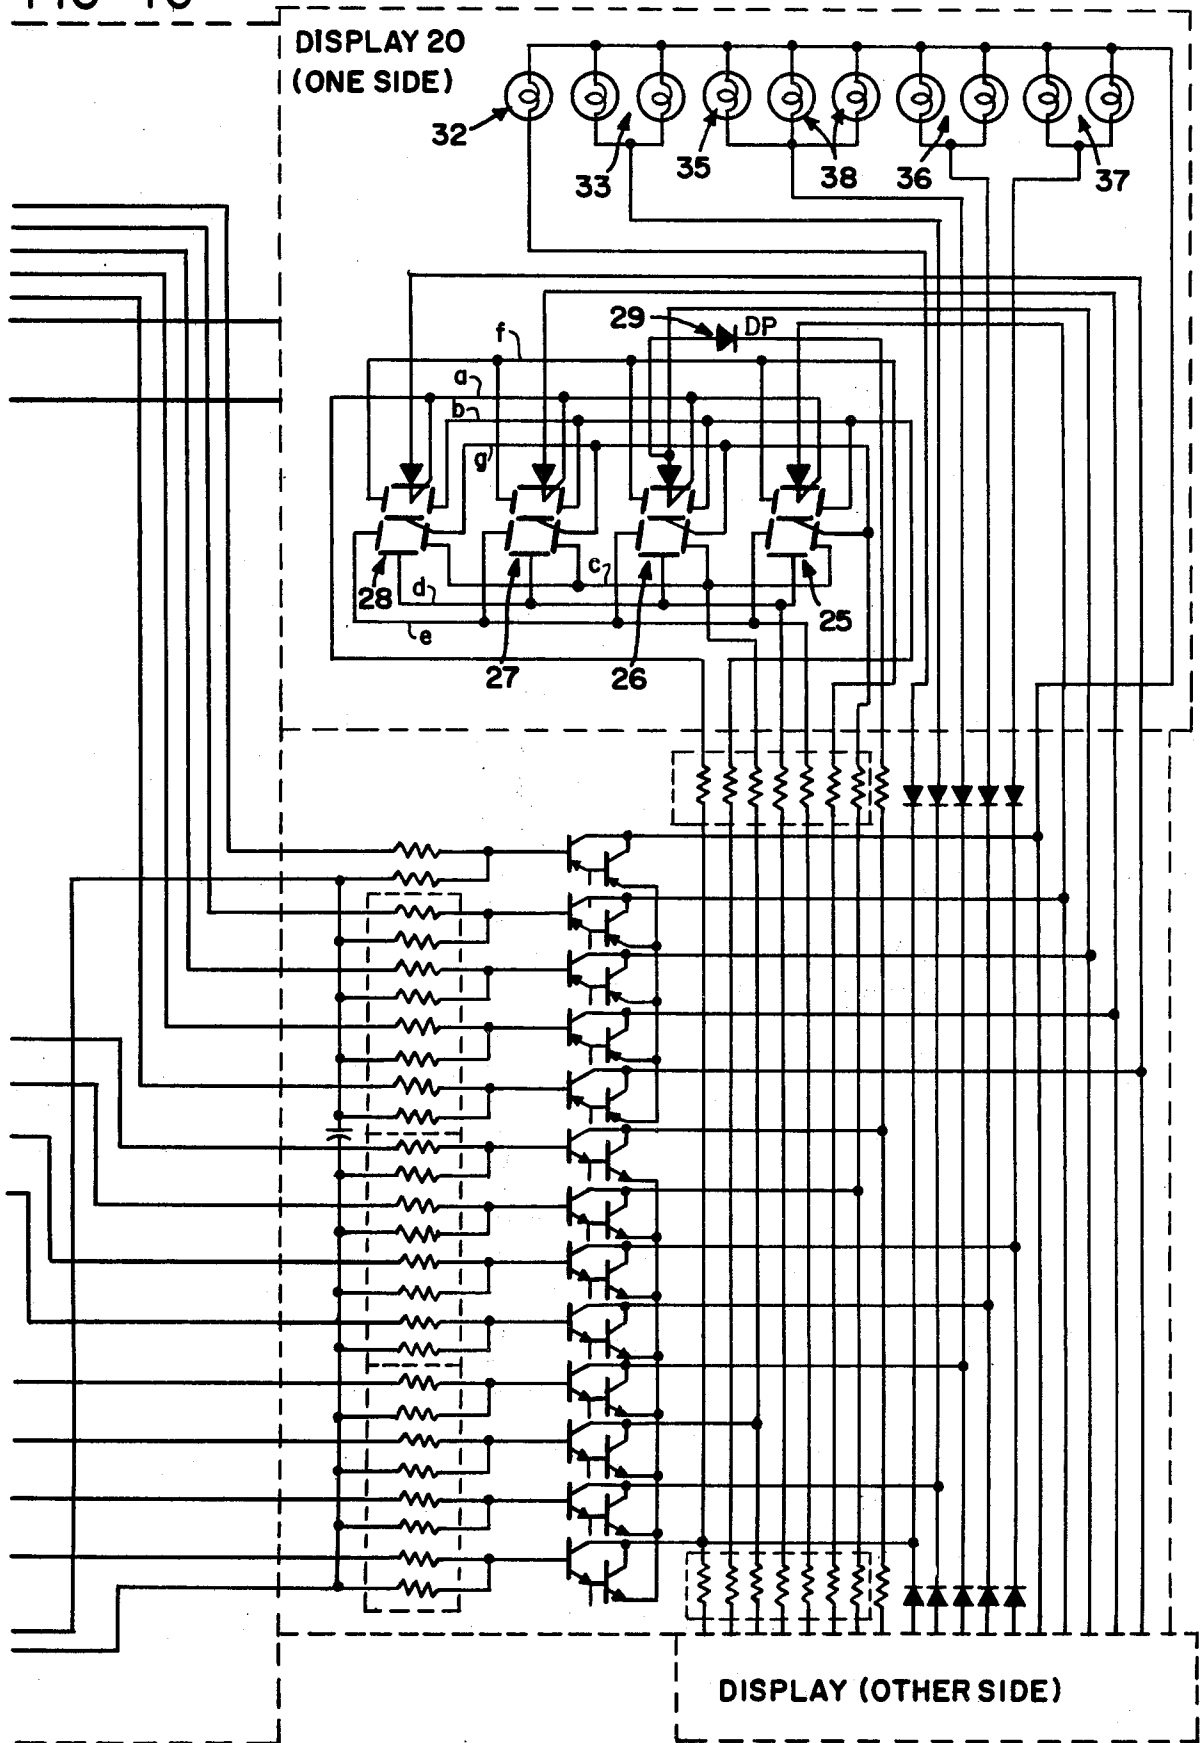 DISPLAY 20
(ONE SIDE)
32
33
35
38
36
37
29
DP
f
a
b
g
c
28
d
25
e
27
26
DISPLAY (OTHER SIDE)